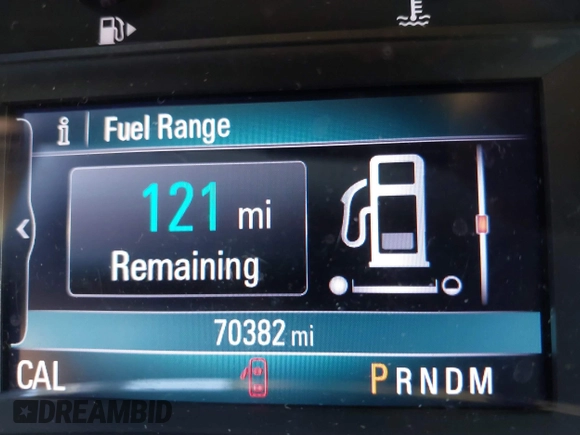 Fuel Range
121 mi
Remaining
70382 mi
CAL
PRNDM
DREAMBID